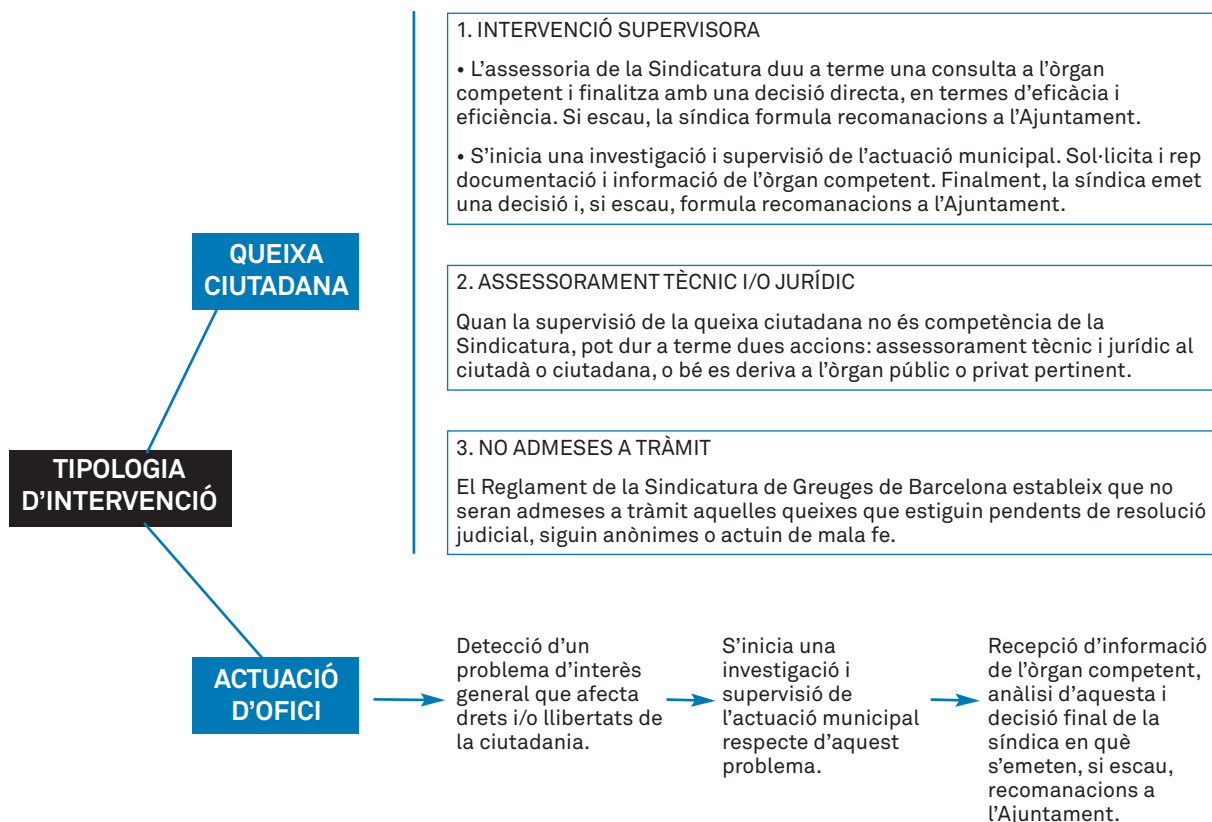 1. INTERVENCIÓ SUPERVISORA
• L’assessoria de la Sindicatura duu a terme una consulta a l’òrgan
competent i finalitza amb una decisió directa, en termes d’eficàcia i
eficiència. Si escau, la síndica formula recomanacions a l’Ajuntament.
• S’inicia una investigació i supervisió de l’actuació municipal. Sol·licita i rep
documentació i informació de l’òrgan competent. Finalment, la síndica emet
una decisió i, si escau, formula recomanacions a l’Ajuntament.
QUEIXA
CIUTADANA
2. ASSESSORAMENT TÈCNIC I/O JURÍDIC
Quan la supervisió de la queixa ciutadana no és competència de la
Sindicatura, pot dur a terme dues accions: assessorament tècnic i jurídic al
ciutadà o ciutadana, o bé es deriva a l’òrgan públic o privat pertinent.
3. NO ADMESES A TRÀMIT
El Reglament de la Sindicatura de Greuges de Barcelona estableix que no
seran admeses a tràmit aquelles queixes que estiguin pendents de resolució
judicial, siguin anònimes o actuin de mala fe.
TIPOLOGIA
D’INTERVENCIÓ
ACTUACIÓ
D’OFICI
Detecció d’un
problema d’interès
general que afecta
drets i/o llibertats de
la ciutadania.
S’inicia una
investigació i
supervisió de
l’actuació municipal
respecte d’aquest
problema.
Recepció d’informació
de l’òrgan competent,
anàlisi d’aquesta i
decisió final de la
síndica en què
s’emeten, si escau,
recomanacions a
l’Ajuntament.